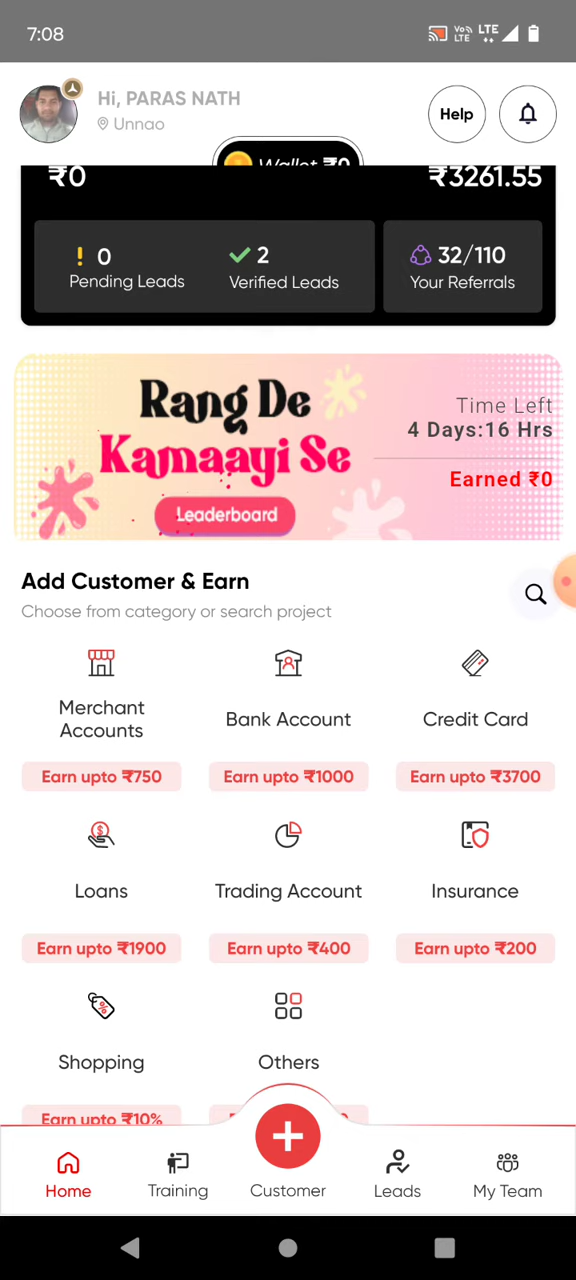 7:08
Vo LTE
LTE
Hi, PARAS NATH
Unnao
Help
Wallet ₹0
₹0
₹3261.55
0
Pending Leads
2
Verified Leads
32/110
Your Referrals
Rang De
Kamaayi Se
Leaderboard
Time Left
4 Days:16 Hrs
Earned ₹0
Add Customer & Earn
Choose from category or search project
Merchant
Accounts
Bank Account
Credit Card
Earn upto ₹750
Earn upto ₹1000
Earn upto ₹3700
Loans
Trading Account
Insurance
Earn upto ₹1900
Earn upto ₹400
Earn upto ₹200
Shopping
Others
Earn upto ₹10%
Home
Training
Customer
Leads
My Team